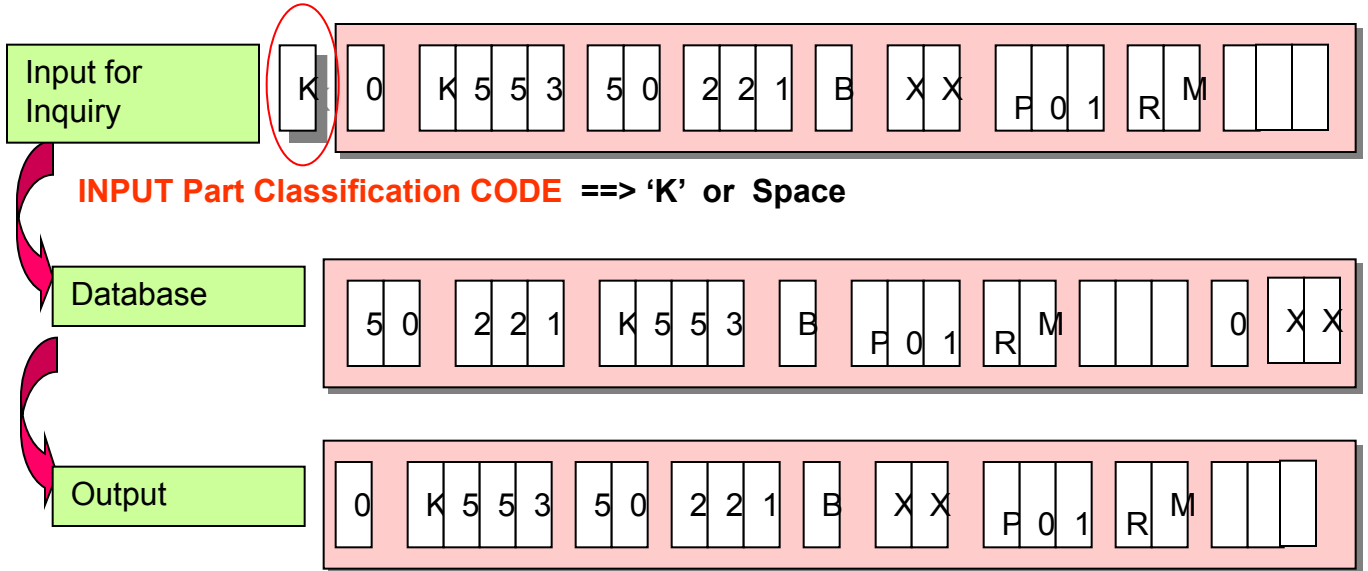 Input for Inquiry K 0 K 5 5 3 5 0 2 2 1 B X X P 0 1 R M
INPUT Part Classification CODE ==> ‘K’ or Space
Database 5 0 2 2 1 K 5 5 3 B P 0 1 R M 0 X X
Output 0 K 5 5 3 5 0 2 2 1 B X X P 0 1 R M